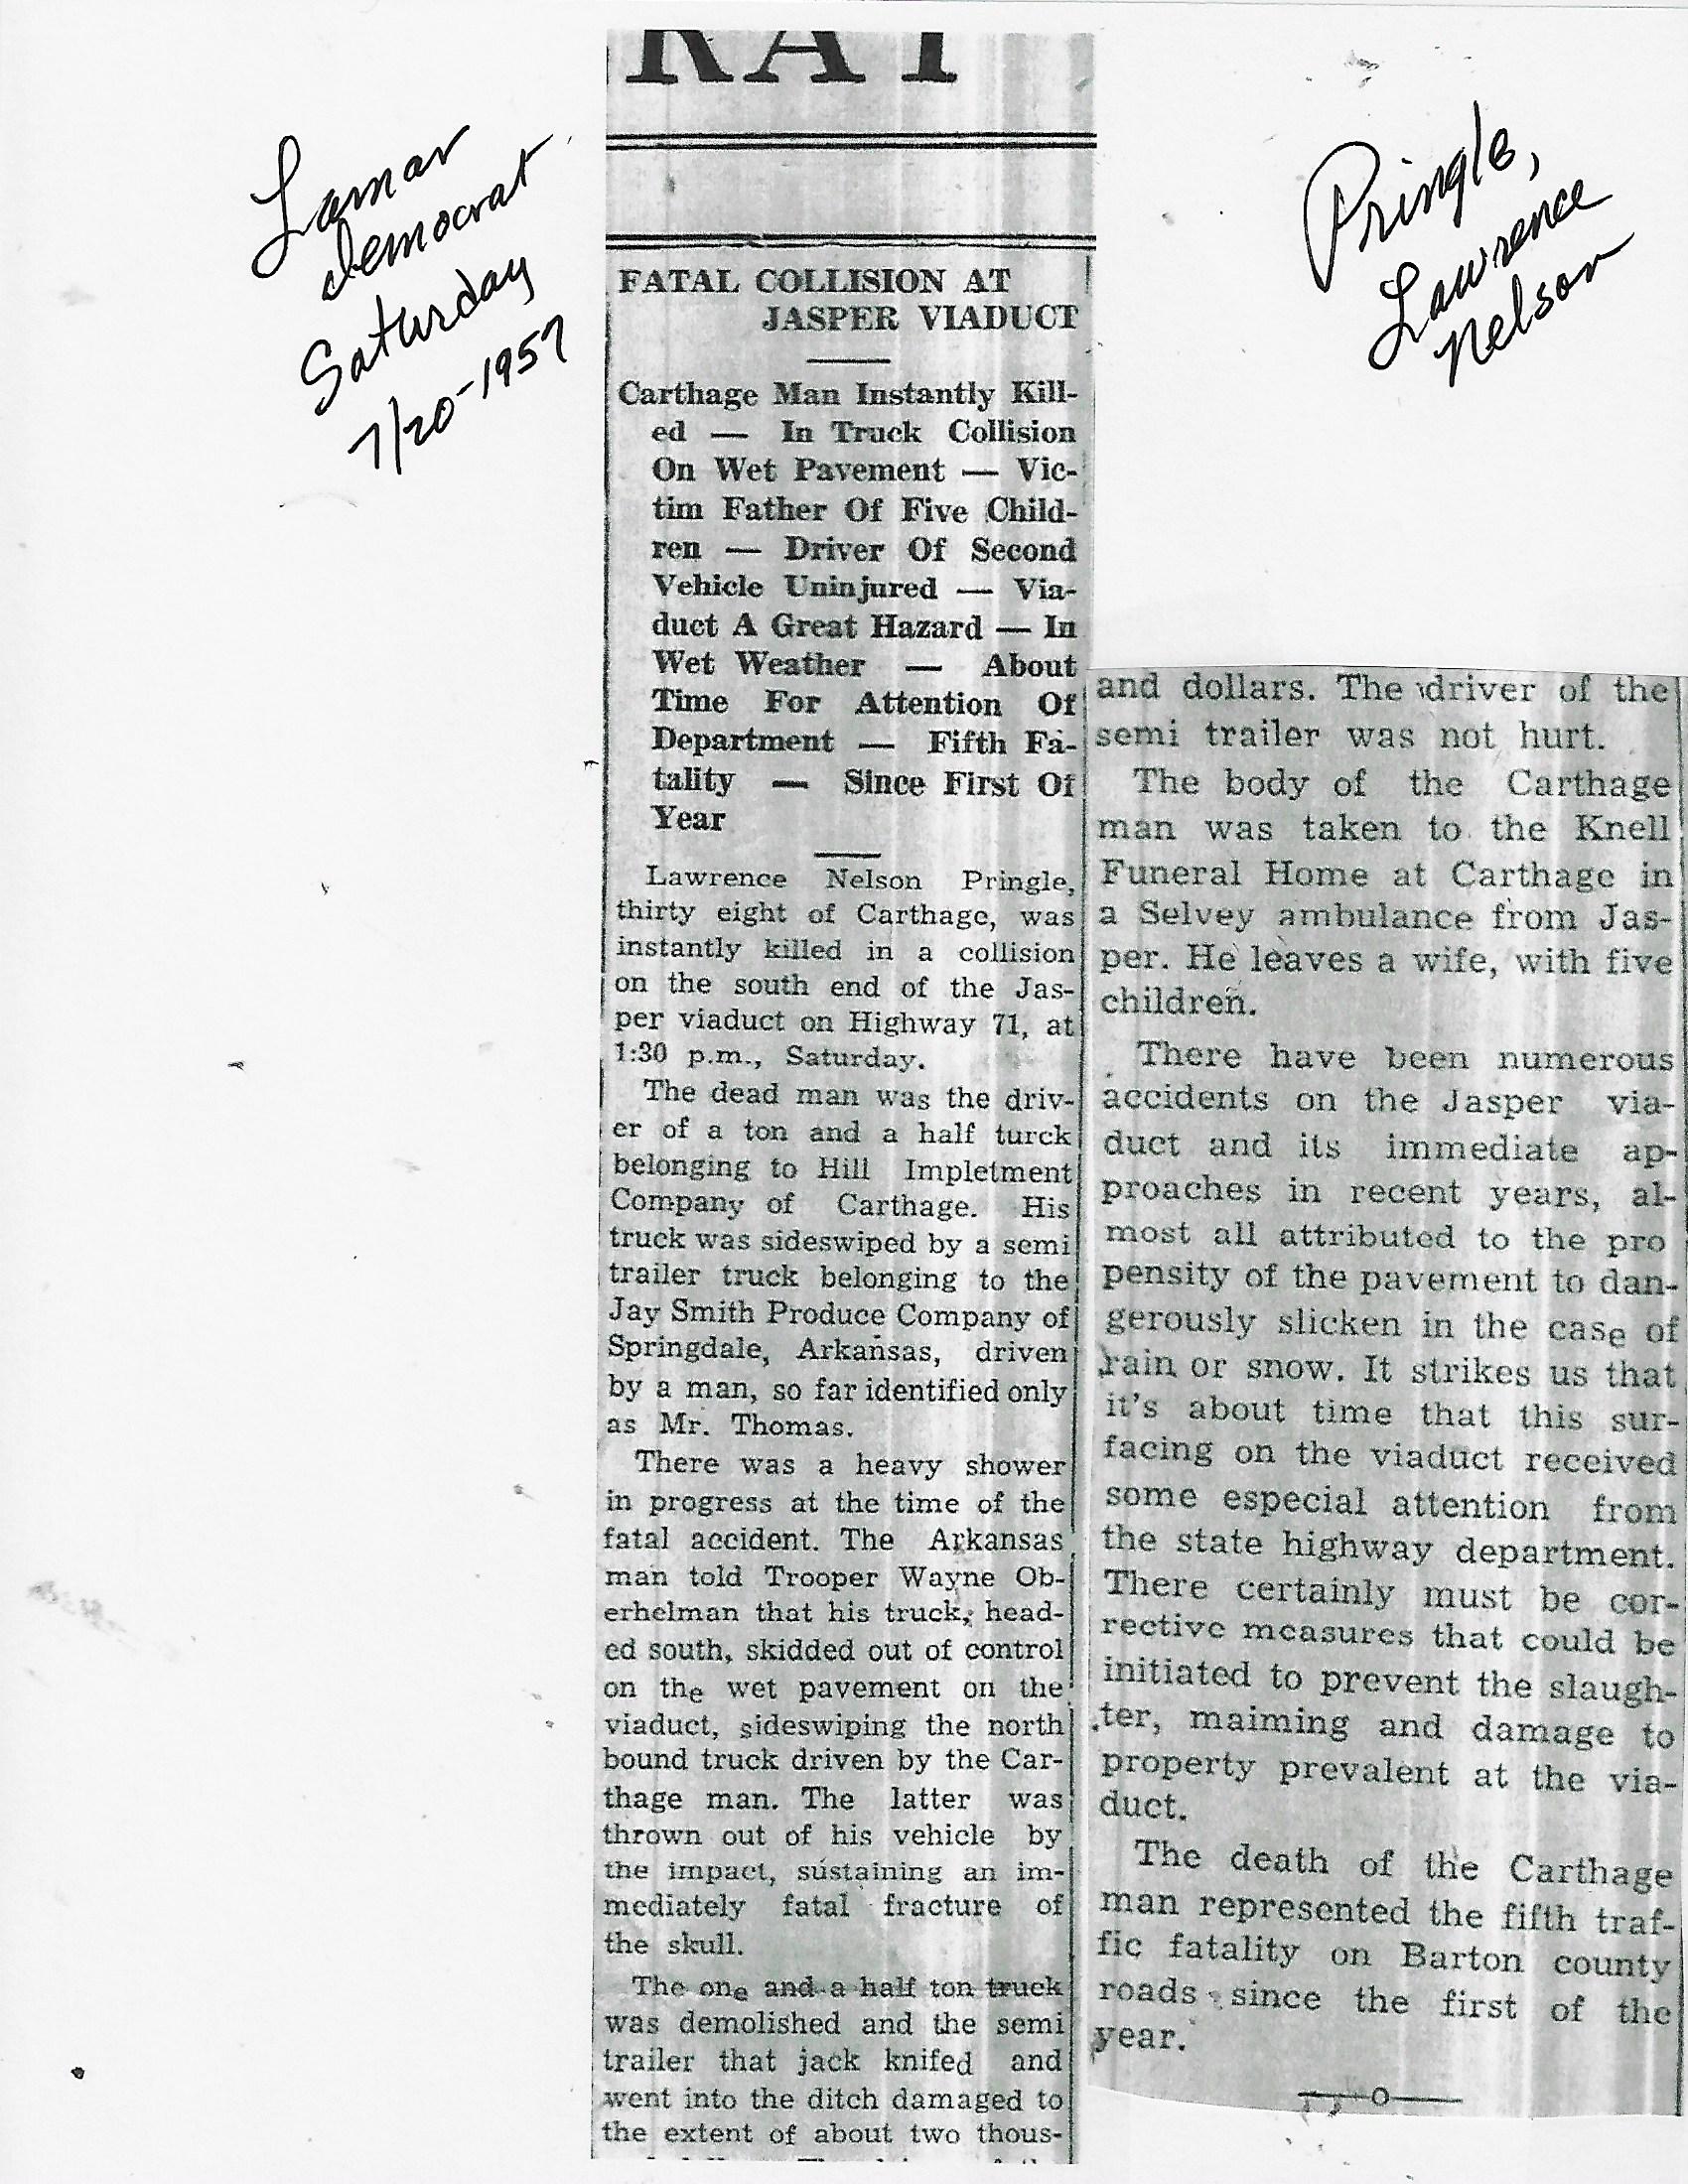 Lamar
democrat
Saturday
7/20-1957
Pringle,
Lawrence
Nelson
RAT
FATAL COLLISION AT
JASPER VIADUCT
Carthage Man Instantly Kill-
ed — In Truck Collision
On Wet Pavement — Vic-
tim Father Of Five Child-
ren — Driver Of Second
Vehicle Uninjured — Via-
duct A Great Hazard — In
Wet Weather — About
Time For Attention Of
Department — Fifth Fa-
tality — Since First Of
Year
Lawrence Nelson Pringle,
thirty eight of Carthage, was
instantly killed in a collision
on the south end of the Jas-
per viaduct on Highway 71, at
1:30 p.m., Saturday.
The dead man was the driv-
er of a ton and a half turck
belonging to Hill Impletment
Company of Carthage. His
truck was sideswiped by a semi
trailer truck belonging to the
Jay Smith Produce Company of
Springdale, Arkansas, driven
by a man, so far identified only
as Mr. Thomas.
There was a heavy shower
in progress at the time of the
fatal accident. The Arkansas
man told Trooper Wayne Ob-
erhelman that his truck, head-
ed south, skidded out of control
on the wet pavement on the
viaduct, sideswiping the north
bound truck driven by the Car-
thage man. The latter was
thrown out of his vehicle by
the impact, sustaining an im-
mediately fatal fracture of
the skull.
The one and a half ton truck
was demolished and the semi
trailer that jack knifed and
went into the ditch damaged to
the extent of about two thous-
and dollars. The driver of the
semi trailer was not hurt.
The body of the Carthage
man was taken to the Knell
Funeral Home at Carthage in
a Selvey ambulance from Jas-
per. He leaves a wife, with five
children.
There have been numerous
accidents on the Jasper via-
duct and its immediate ap-
proaches in recent years, al-
most all attributed to the pro
pensity of the pavement to dan-
gerously slicken in the case of
rain or snow. It strikes us that
it's about time that this sur-
facing on the viaduct received
some especial attention from
the state highway department.
There certainly must be cor-
rective measures that could be
initiated to prevent the slaugh-
ter, maiming and damage to
property prevalent at the via-
duct.
The death of the Carthage
man represented the fifth traf-
fic fatality on Barton county
roads since the first of the
year.